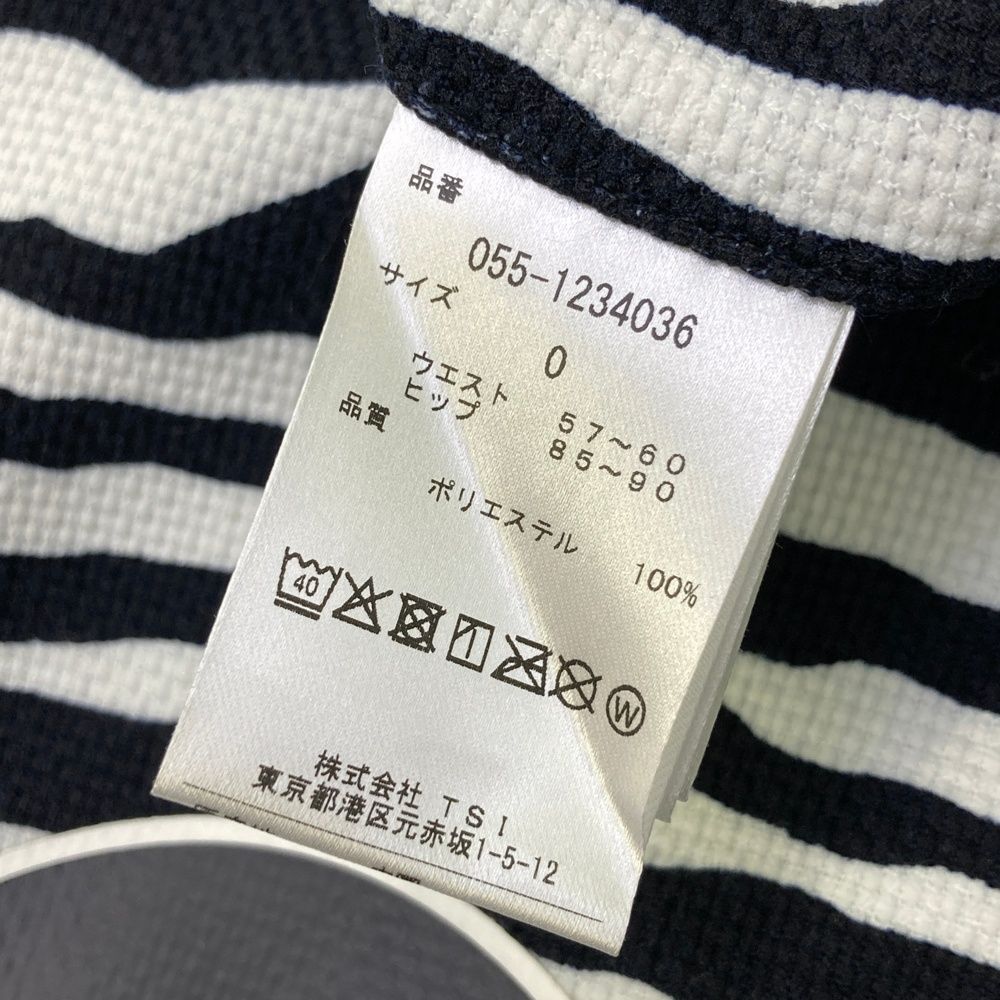 品番
055-1234036
サイズ
0
ウエスト 57~60
ヒップ 85~90
品質
ポリエステル
100%
40
W
株式会社 TSI
東京都港区元赤坂1-5-12